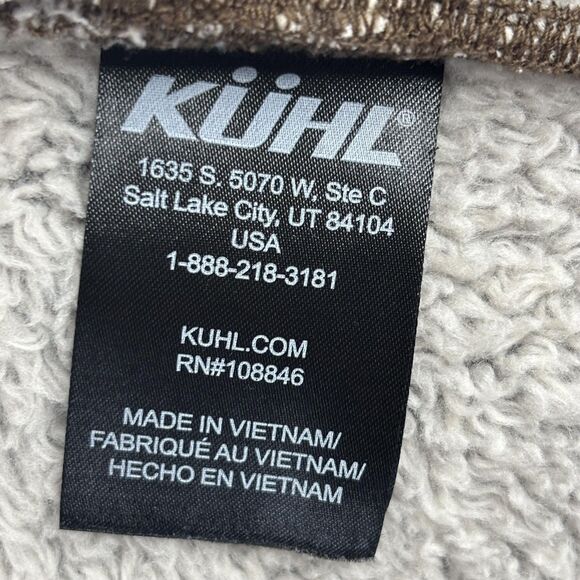 KÜHL®
1635 S. 5070 W, Ste C
Salt Lake City, UT 84104
USA
1-888-218-3181
KUHL.COM
RN#108846
MADE IN VIETNAM/
FABRIQUÉ AU VIETNAM/
HECHO EN VIETNAM